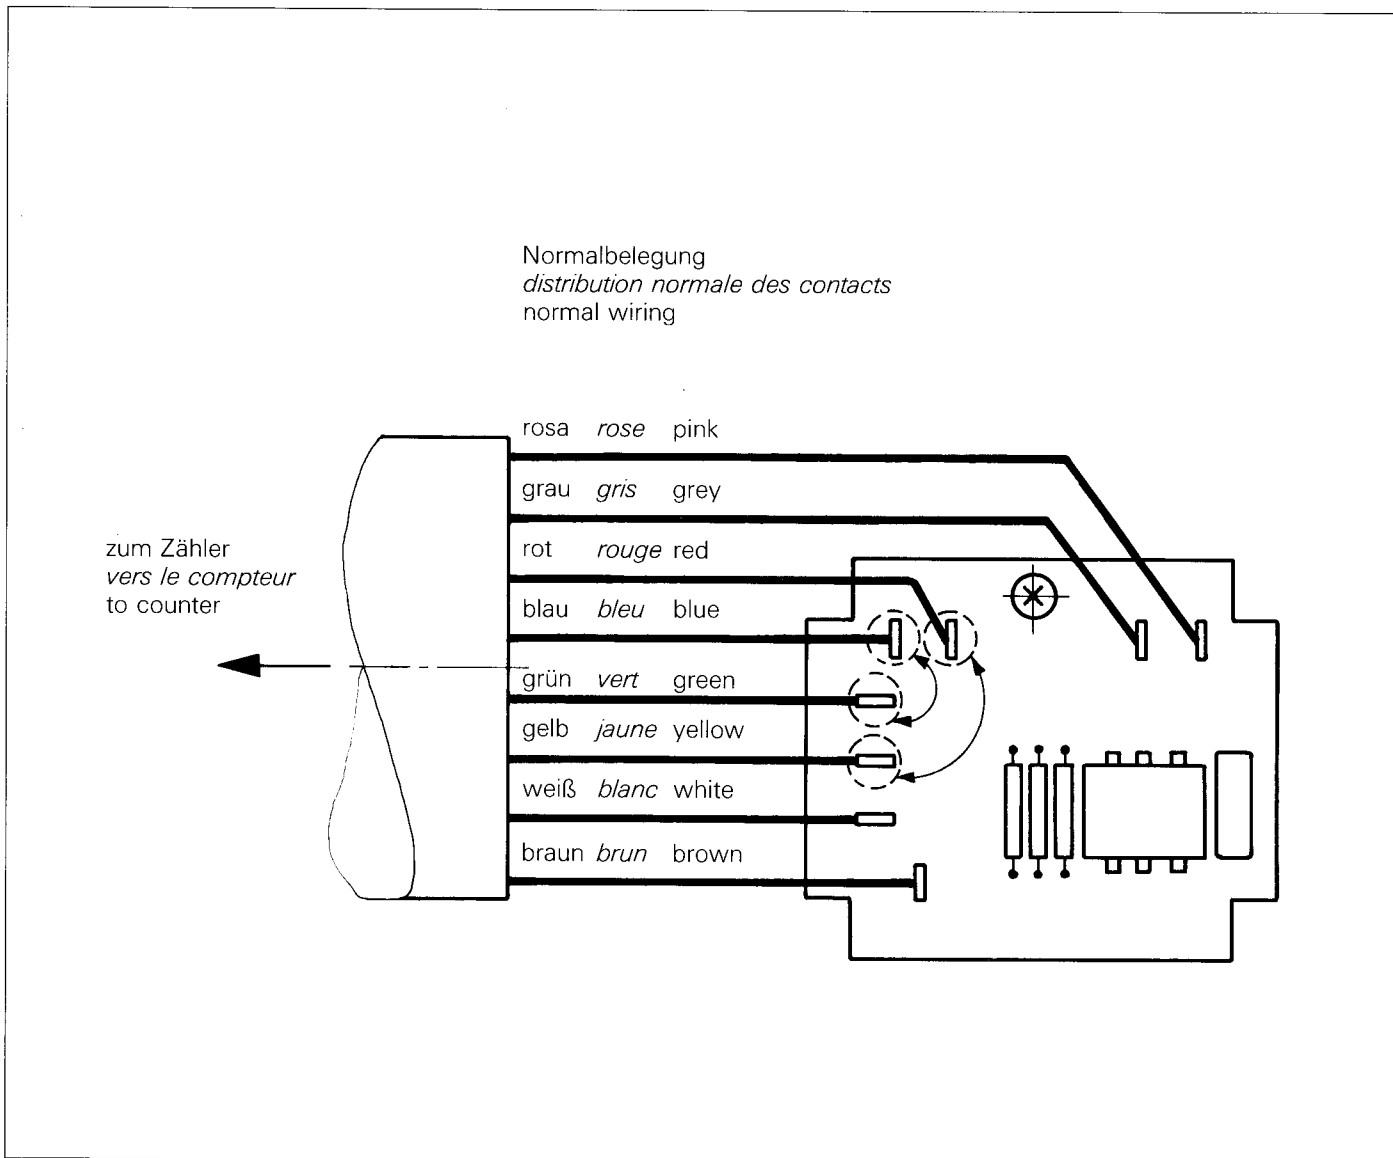 Normalbelegung
distribution normale des contacts
normal wiring
rosa rose pink
grau gris grey
rot rouge red
blau bleu blue
grün vert green
gelb jaune yellow
weiß blanc white
braun brun brown
zum Zähler
vers le compteur
to counter